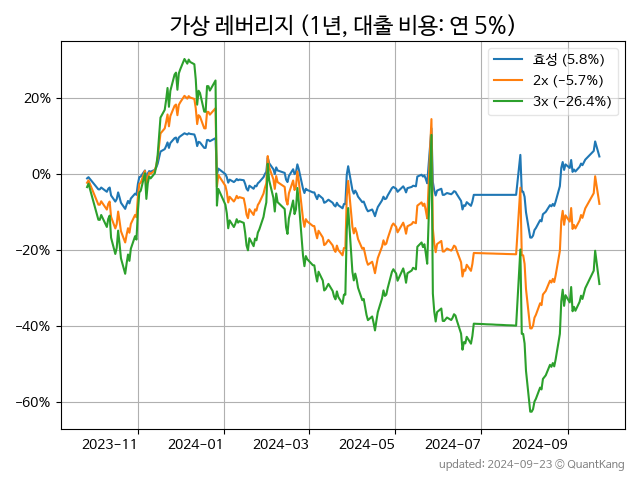 가상 레버리지 (1년, 대출 비용: 연 5%)
효성 (5.8%)
2x (−5.7%)
3x (−26.4%)
20%
0%
−20%
−40%
−60%
2023-11 2024-01 2024-03 2024-05 2024-07 2024-09
updated: 2024-09-23 © QuantKang